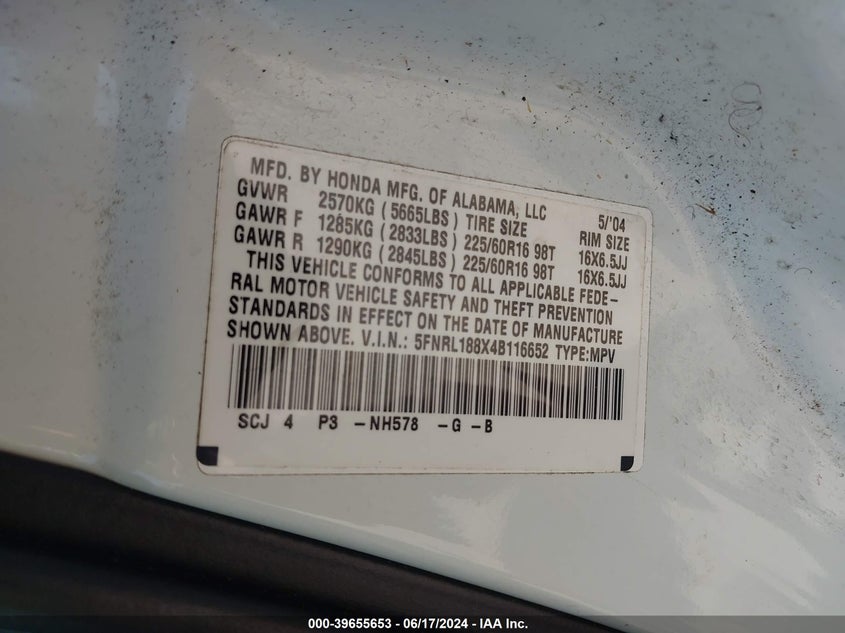 MFD. BY HONDA MFG. OF ALABAMA, LLC 5/'04
GVWR 2570KG ( 5665LBS ) TIRE SIZE RIM SIZE
GAWR F 1285KG ( 2833LBS ) 225/60R16 98T 16X6.5JJ
GAWR R 1290KG ( 2845LBS ) 225/60R16 98T 16X6.5JJ
THIS VEHICLE CONFORMS TO ALL APPLICABLE FEDE-
RAL MOTOR VEHICLE SAFETY AND THEFT PREVENTION
STANDARDS IN EFFECT ON THE DATE OF MANUFACTURE
SHOWN ABOVE. V.I.N.: 5FNRL188X4B116652 TYPE:MPV
SCJ 4 P3 -NH578 -G -B
000-39655653 - 06/17/2024 - IAA Inc.